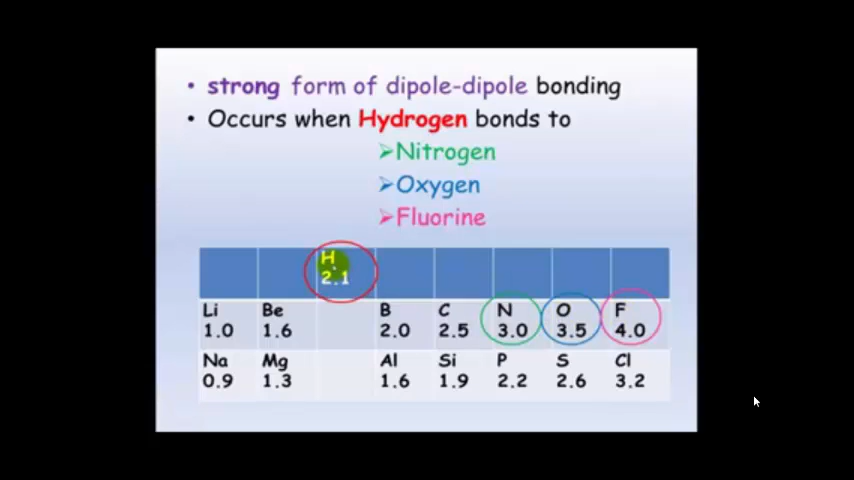 • strong form of dipole-dipole bonding
• Occurs when Hydrogen bonds to
➢Nitrogen
➢Oxygen
➢Fluorine
H
2.1
Li Be B C N O F
1.0 1.6 2.0 2.5 3.0 3.5 4.0
Na Mg Al Si P S Cl
0.9 1.3 1.6 1.9 2.2 2.6 3.2